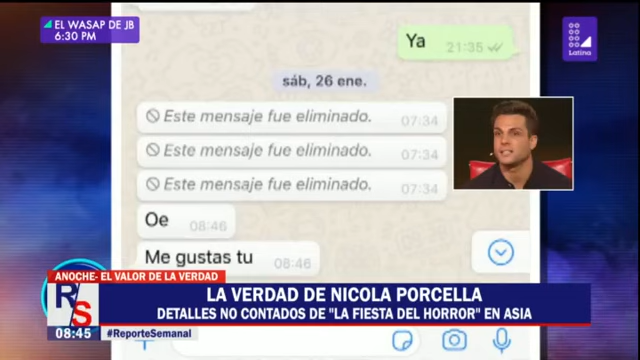 EL WASAP DE JB
6:30 PM
Ya
21:35
Latina
sáb, 26 ene.
Este mensaje fue eliminado. 07:34
Este mensaje fue eliminado. 07:34
Este mensaje fue eliminado. 07:34
Oe 08:46
Me gustas tu 08:46
ANOCHE- EL VALOR DE LA VERDAD
RS
LA VERDAD DE NICOLA PORCELLA
DETALLES NO CONTADOS DE "LA FIESTA DEL HORROR" EN ASIA
08:45
#ReporteSemanal